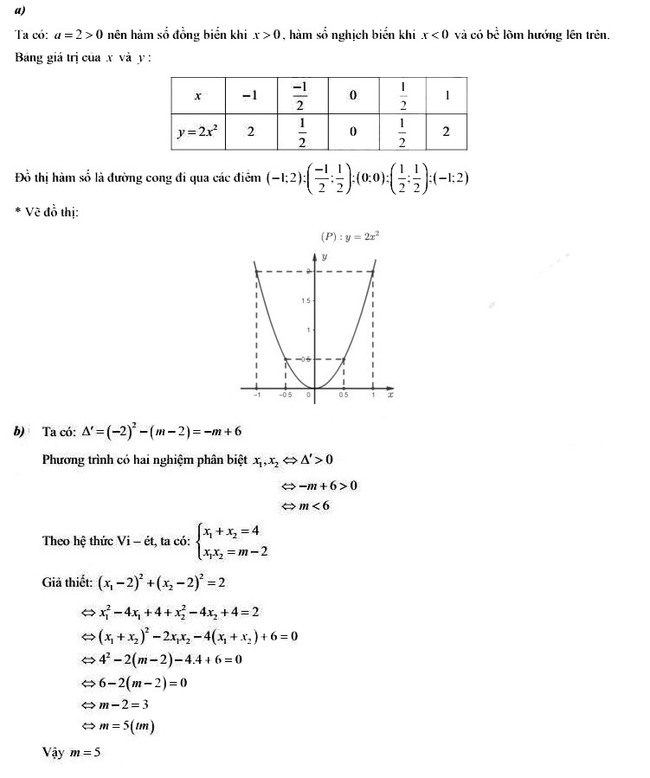 a)
Ta có: a = 2 > 0 nên hàm số đồng biến khi x > 0, hàm số nghịch biến khi x < 0 và có bề lõm hướng lên trên.
Bảng giá trị của x và y:
x -1 -1/2 0 1/2 1
y = 2x² 2 1/2 0 1/2 2
Đồ thị hàm số là đường cong đi qua các điểm (-1;2);(-1/2;1/2);(0;0);(1/2;1/2);(-1;2)
* Vẽ đồ thị:
(P) : y = 2x²
y
2
1.5
1
0.5
-1 -0.5 0 0.5 1 x
b) Ta có: Δ' = (-2)² - (m - 2) = -m + 6
Phương trình có hai nghiệm phân biệt x₁, x₂ ⇔ Δ' > 0
⇔ -m + 6 > 0
⇔ m < 6
Theo hệ thức Vi – ét, ta có: { x₁ + x₂ = 4
x₁x₂ = m - 2
Giả thiết: (x₁ - 2)² + (x₂ - 2)² = 2
⇔ x₁² - 4x₁ + 4 + x₂² - 4x₂ + 4 = 2
⇔ (x₁ + x₂)² - 2x₁x₂ - 4(x₁ + x₂) + 6 = 0
⇔ 4² - 2(m - 2) - 4.4 + 6 = 0
⇔ 6 - 2(m - 2) = 0
⇔ m - 2 = 3
⇔ m = 5(tm)
Vậy m = 5